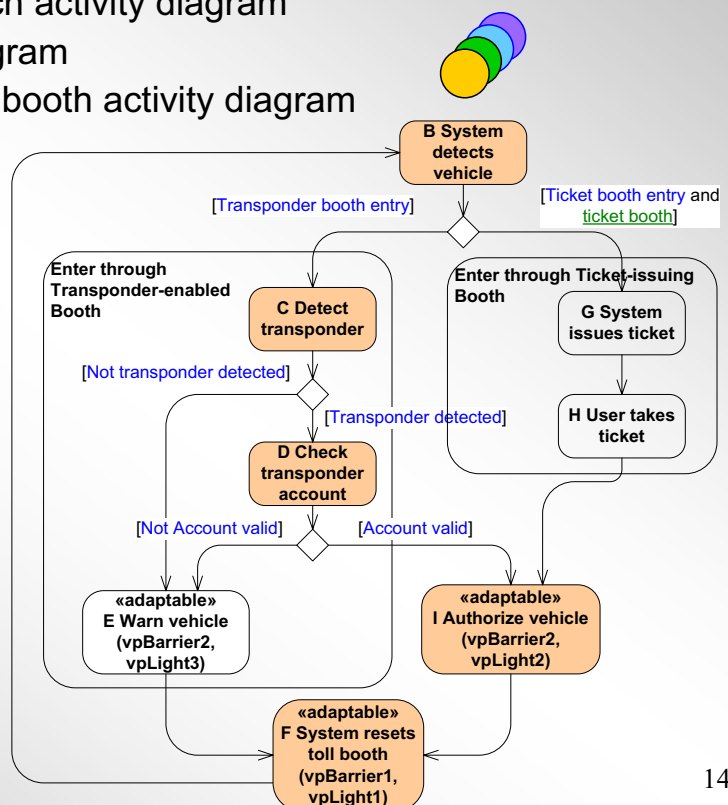 ch activity diagram
gram
booth activity diagram
B System
detects
vehicle
[Transponder booth entry]
[Ticket booth entry and
ticket booth]
Enter through
Transponder-enabled
Booth
Enter through Ticket-issuing
Booth
C Detect
transponder
G System
issues ticket
[Not transponder detected]
[Transponder detected]
H User takes
ticket
D Check
transponder
account
[Not Account valid]
[Account valid]
«adaptable»
E Warn vehicle
(vpBarrier2,
vpLight3)
«adaptable»
I Authorize vehicle
(vpBarrier2,
vpLight2)
«adaptable»
F System resets
toll booth
(vpBarrier1,
vpLight1)
14